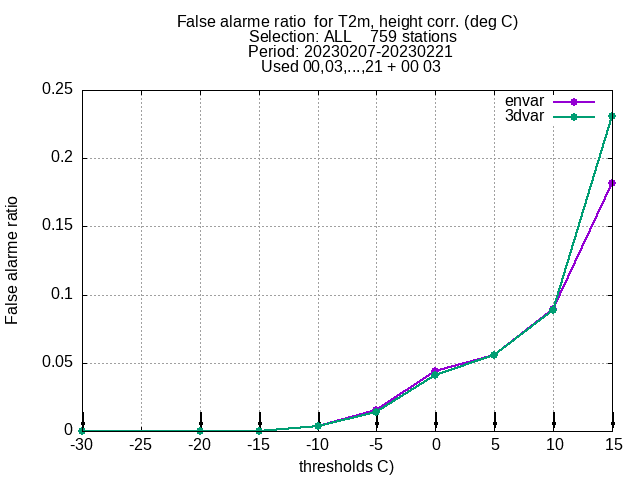 False alarme ratio  for T2m, height corr. (deg C)
Selection: ALL    759 stations
Period: 20230207-20230221
Used 00,03,...,21 + 00 03
envar
3dvar
False alarme ratio
0.25
0.2
0.15
0.1
0.05
0
-30 -25 -20 -15 -10 -5 0 5 10 15
thresholds C)